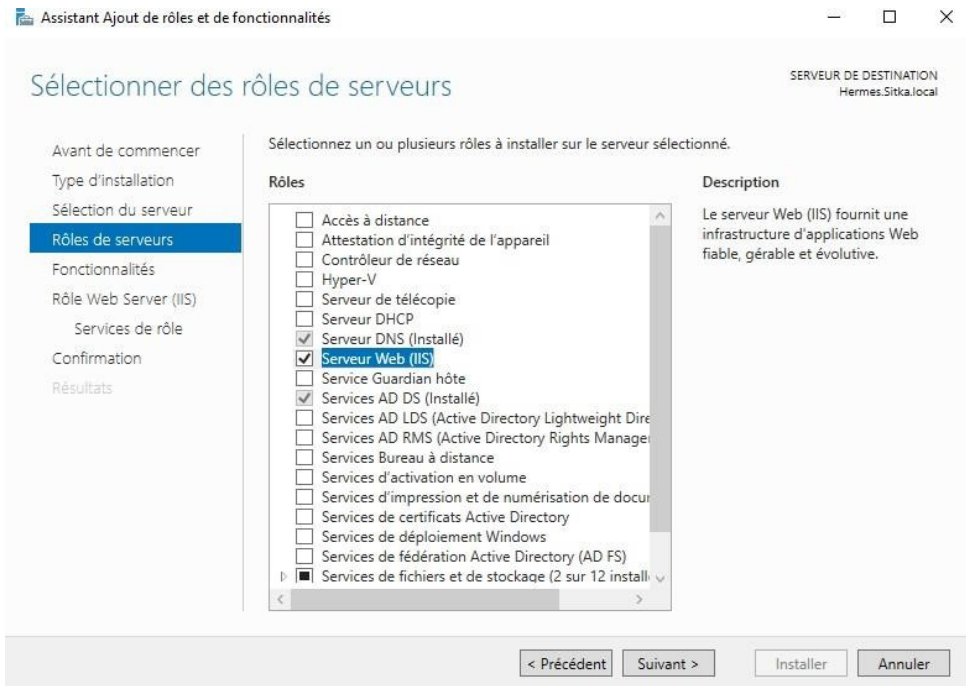 Assistant Ajout de rôles et de fonctionnalités
Sélectionner des rôles de serveurs
SERVEUR DE DESTINATION
Hermes.Sitka.local
Avant de commencer
Type d'installation
Sélection du serveur
Rôles de serveurs
Fonctionnalités
Rôle Web Server (IIS)
Services de rôle
Confirmation
Résultats
Sélectionnez un ou plusieurs rôles à installer sur le serveur sélectionné.
Rôles
Accès à distance
Attestation d'intégrité de l'appareil
Contrôleur de réseau
Hyper-V
Serveur de télécopie
Serveur DHCP
Serveur DNS (Installé)
Serveur Web (IIS)
Service Guardian hôte
Services AD DS (Installé)
Services AD LDS (Active Directory Lightweight Dire
Services AD RMS (Active Directory Rights Manage
Services Bureau à distance
Services d'activation en volume
Services d'impression et de numérisation de docu
Services de certificats Active Directory
Services de déploiement Windows
Services de fédération Active Directory (AD FS)
Services de fichiers et de stockage (2 sur 12 install
Description
Le serveur Web (IIS) fournit une
infrastructure d'applications Web
fiable, gérable et évolutive.
< Précédent
Suivant >
Installer
Annuler